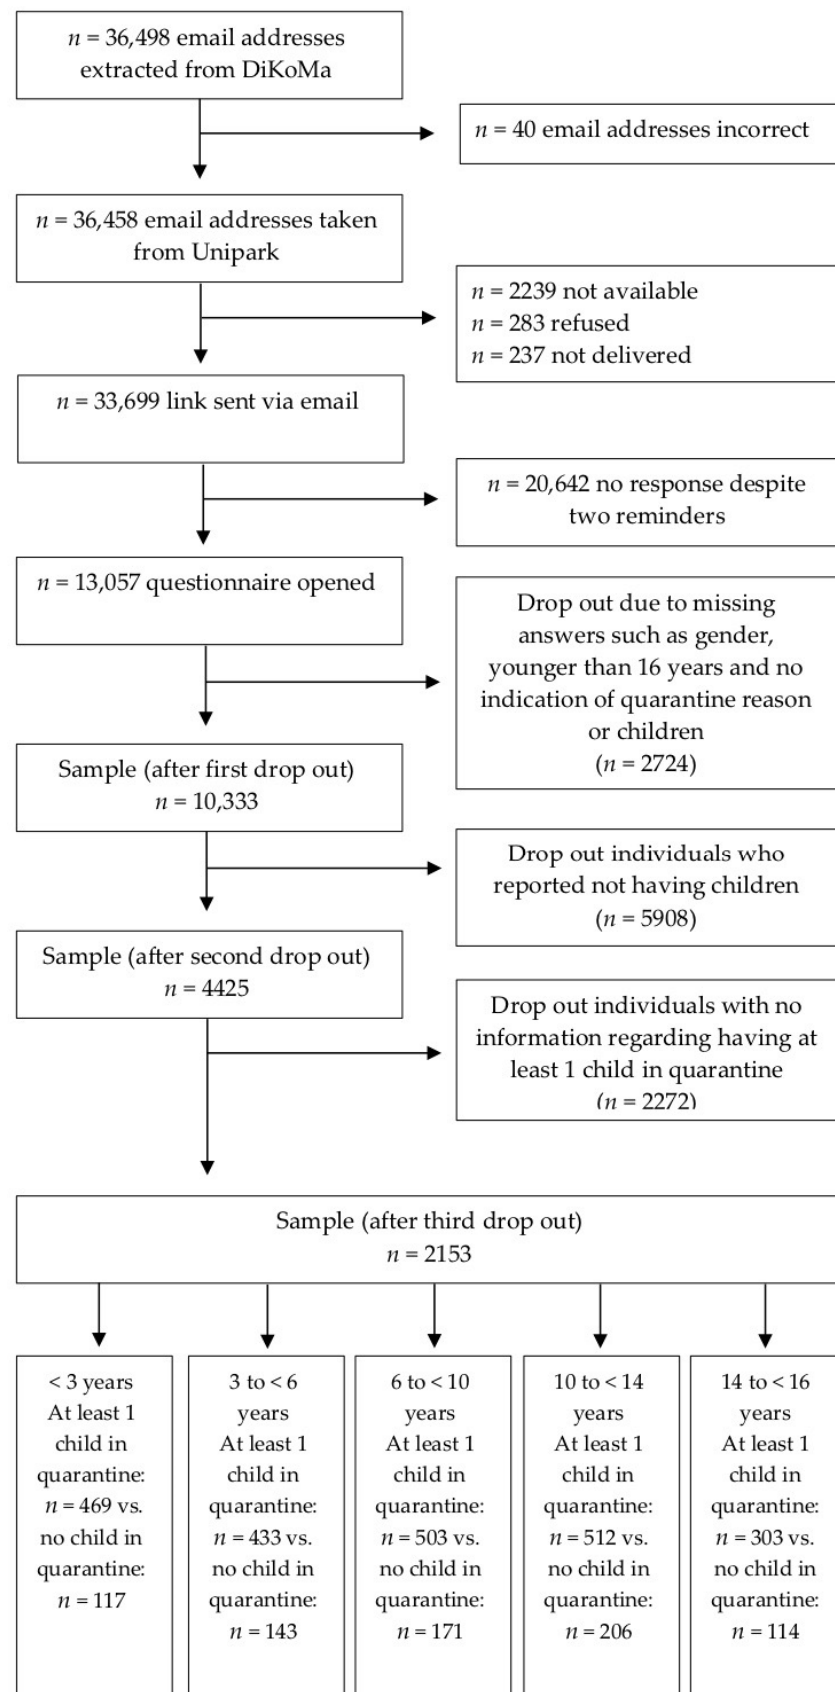 n = 36,498 email addresses
extracted from DiKoMa
n = 40 email addresses incorrect
n = 36,458 email addresses taken
from Unipark
n = 2239 not available
n = 283 refused
n = 237 not delivered
n = 33,699 link sent via email
n = 20,642 no response despite
two reminders
n = 13,057 questionnaire opened
Drop out due to missing
answers such as gender,
younger than 16 years and no
indication of quarantine reason
or children
(n = 2724)
Sample (after first drop out)
n = 10,333
Drop out individuals who
reported not having children
(n = 5908)
Sample (after second drop out)
n = 4425
Drop out individuals with no
information regarding having at
least 1 child in quarantine
(n = 2272)
Sample (after third drop out)
n = 2153
< 3 years
At least 1
child in
quarantine:
n = 469 vs.
no child in
quarantine:
n = 117
3 to < 6
years
At least 1
child in
quarantine:
n = 433 vs.
no child in
quarantine:
n = 143
6 to < 10
years
At least 1
child in
quarantine:
n = 503 vs.
no child in
quarantine:
n = 171
10 to < 14
years
At least 1
child in
quarantine:
n = 512 vs.
no child in
quarantine:
n = 206
14 to < 16
years
At least 1
child in
quarantine:
n = 303 vs.
no child in
quarantine:
n = 114